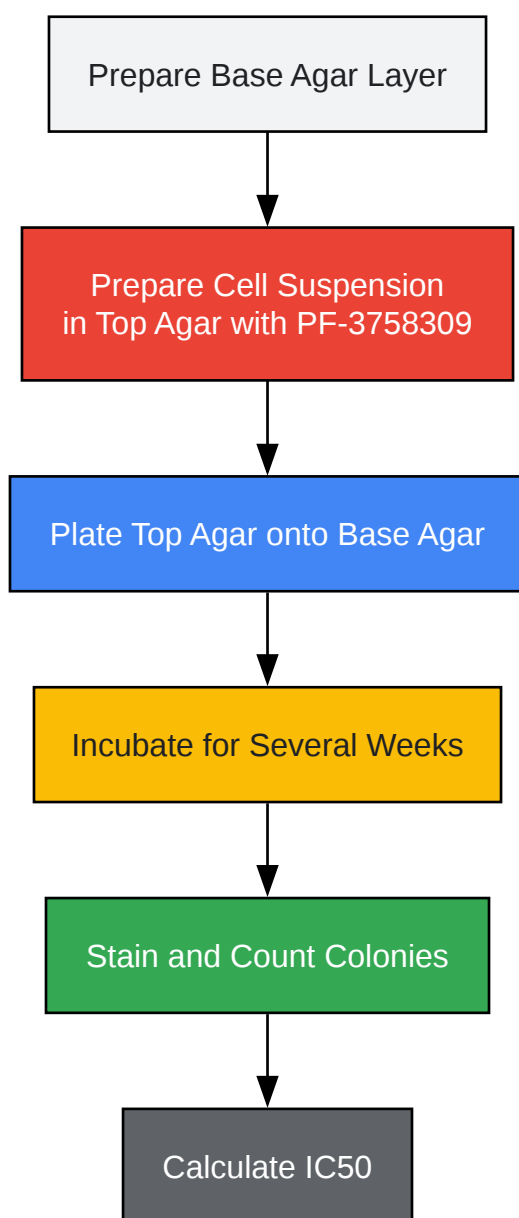 Prepare Base Agar Layer
Prepare Cell Suspension
in Top Agar with PF-3758309
Plate Top Agar onto Base Agar
Incubate for Several Weeks
Stain and Count Colonies
Calculate IC50